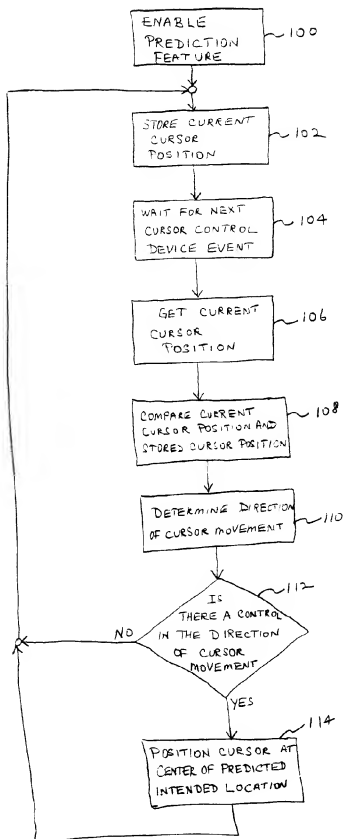 ENABLE
PREDICTION
FEATURE
100
STORE CURRENT
CURSOR
POSITION
102
WAIT FOR NEXT
CURSOR CONTROL
DEVICE EVENT
104
GET CURRENT
CURSOR
POSITION
106
COMPARE CURRENT
CURSOR POSITION AND
STORED CURSOR POSITION
108
DETERMINE DIRECTION
OF CURSOR MOVEMENT
110
112
IS
THERE A CONTROL
IN THE DIRECTION
OF CURSOR
MOVEMENT
NO
YES
114
POSITION CURSOR AT
CENTER OF PREDICTED
INTENDED LOCATION